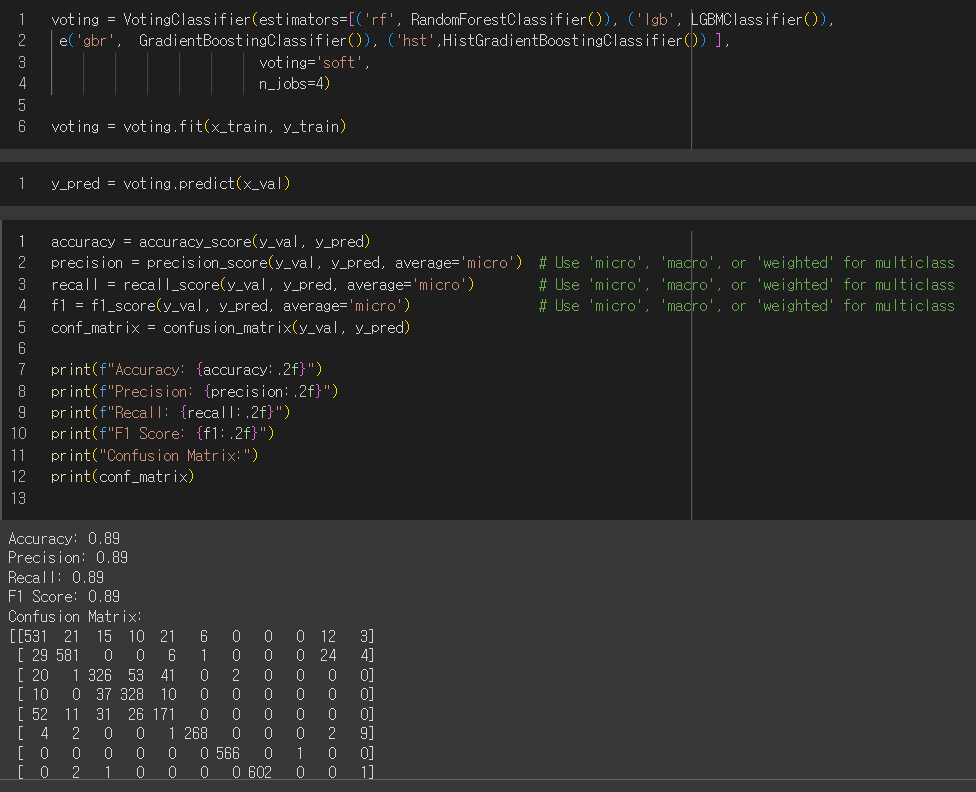 1 voting = VotingClassifier(estimators=[('rf', RandomForestClassifier()), ('lgb', LGBMClassifier()),
2 e('gbr', GradientBoostingClassifier()), ('hst',HistGradientBoostingClassifier()) ],
3 voting='soft',
4 n_jobs=4)
5
6 voting = voting.fit(x_train, y_train)
1 y_pred = voting.predict(x_val)
1 accuracy = accuracy_score(y_val, y_pred)
2 precision = precision_score(y_val, y_pred, average='micro') # Use 'micro', 'macro', or 'weighted' for multiclass
3 recall = recall_score(y_val, y_pred, average='micro') # Use 'micro', 'macro', or 'weighted' for multiclass
4 f1 = f1_score(y_val, y_pred, average='micro') # Use 'micro', 'macro', or 'weighted' for multiclass
5 conf_matrix = confusion_matrix(y_val, y_pred)
6
7 print(f"Accuracy: {accuracy:.2f}")
8 print(f"Precision: {precision:.2f}")
9 print(f"Recall: {recall:.2f}")
10 print(f"F1 Score: {f1:.2f}")
11 print("Confusion Matrix:")
12 print(conf_matrix)
13
Accuracy: 0.89
Precision: 0.89
Recall: 0.89
F1 Score: 0.89
Confusion Matrix:
[[531 21 15 10 21 6 0 0 0 12 3]
[ 29 581 0 0 6 1 0 0 0 24 4]
[ 20 1 326 53 41 0 2 0 0 0 0]
[ 10 0 37 328 10 0 0 0 0 0 0]
[ 52 11 31 26 171 0 0 0 0 0 0]
[ 4 2 0 0 1 268 0 0 0 2 9]
[ 0 0 0 0 0 0 566 0 1 0 0]
[ 0 2 1 0 0 0 0 602 0 0 1]